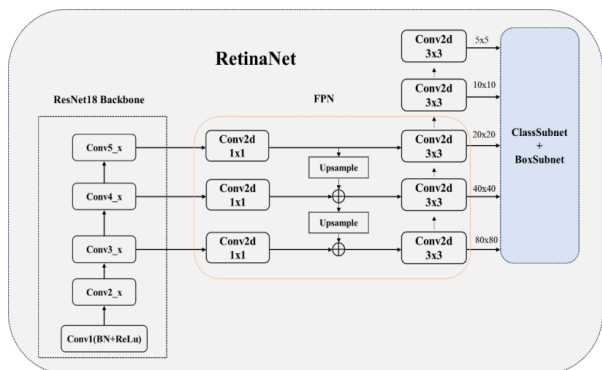 RetinaNet
ResNet18 Backbone
FPN
Conv5_x
Conv4_x
Conv3_x
Conv2_x
Conv1(BN+ReLu)
Conv2d
1x1
Conv2d
1x1
Conv2d
1x1
Upsample
Upsample
Conv2d
3x3
Conv2d
3x3
Conv2d
3x3
Conv2d
3x3
Conv2d
3x3
5x5
10x10
20x20
40x40
80x80
ClassSubnet
+
BoxSubnet